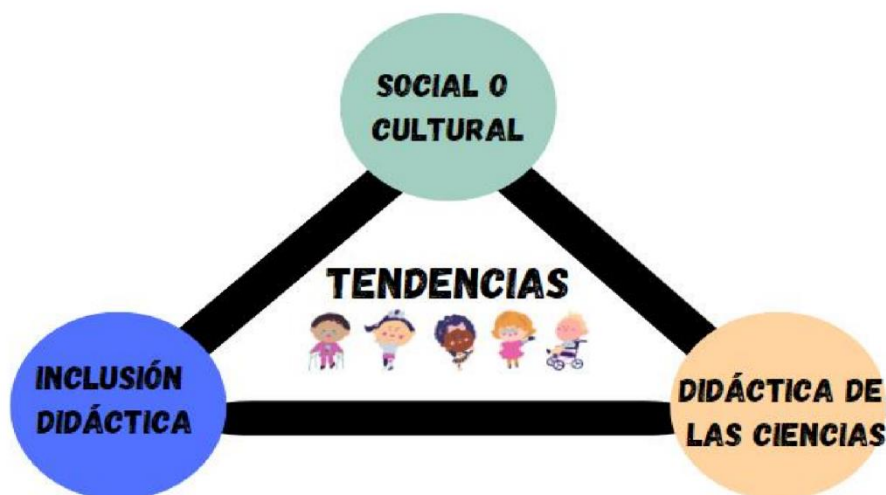 SOCIAL O
CULTURAL
TENDENCIAS
INCLUSIÓN
DIDÁCTICA
DIDÁCTICA DE
LAS CIENCIAS